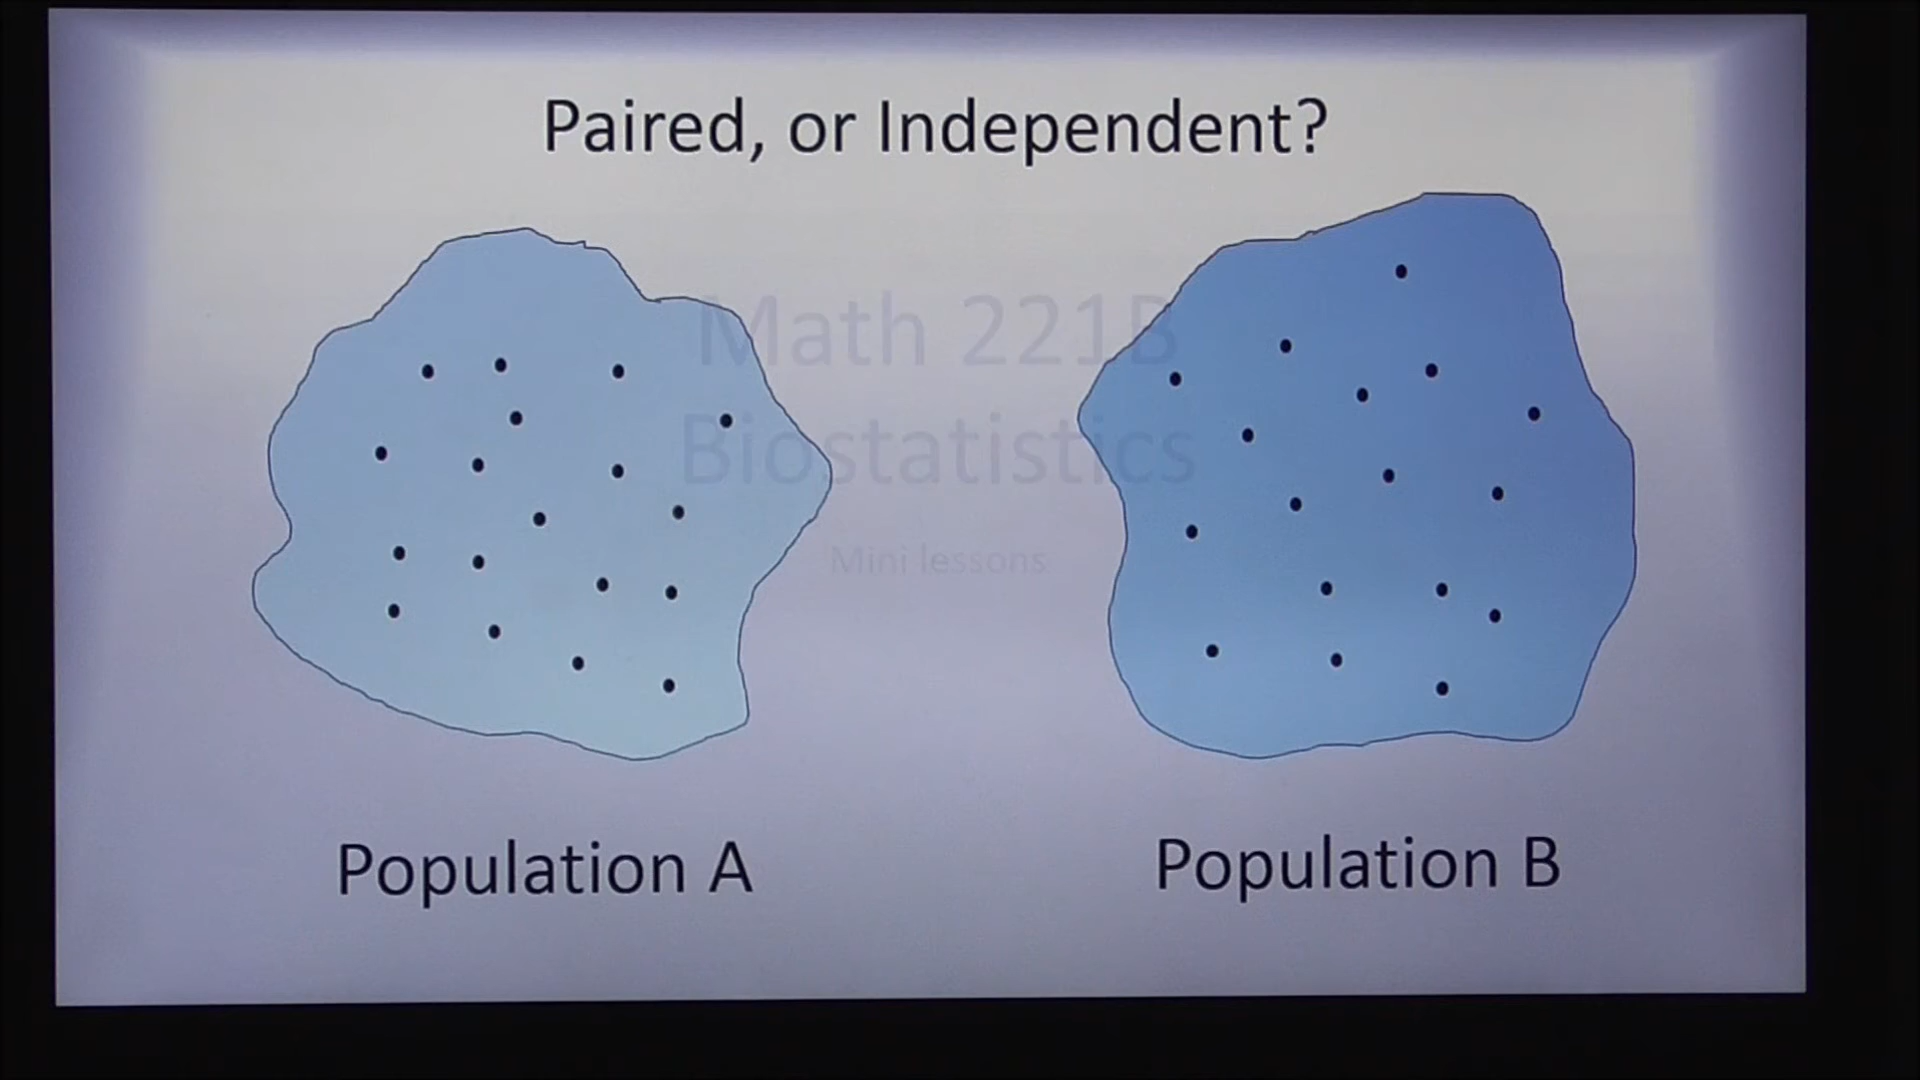 Paired, or Independent?
Math 221B
Biostatistics
Mini lessons
Population A
Population B